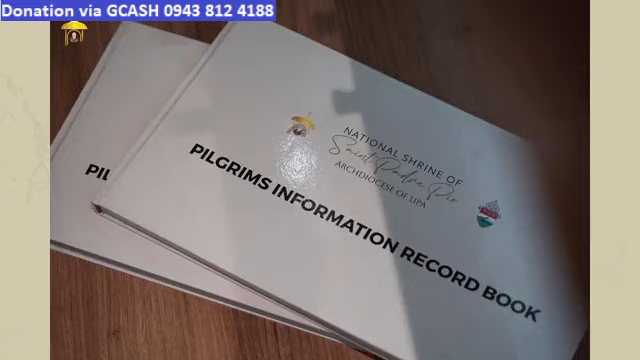 Donation via GCASH 0943 812 4188
NATIONAL SHRINE OF
Saint Padre Pio
ARCHDIOCESE OF LIPA
PILGRIMS INFORMATION RECORD BOOK
PIL